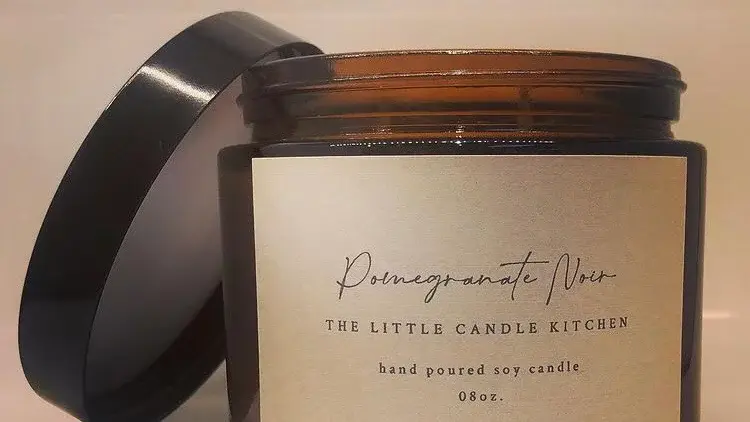 Pomegranate Noir
THE LITTLE CANDLE KITCHEN
hand poured soy candle
08oz.